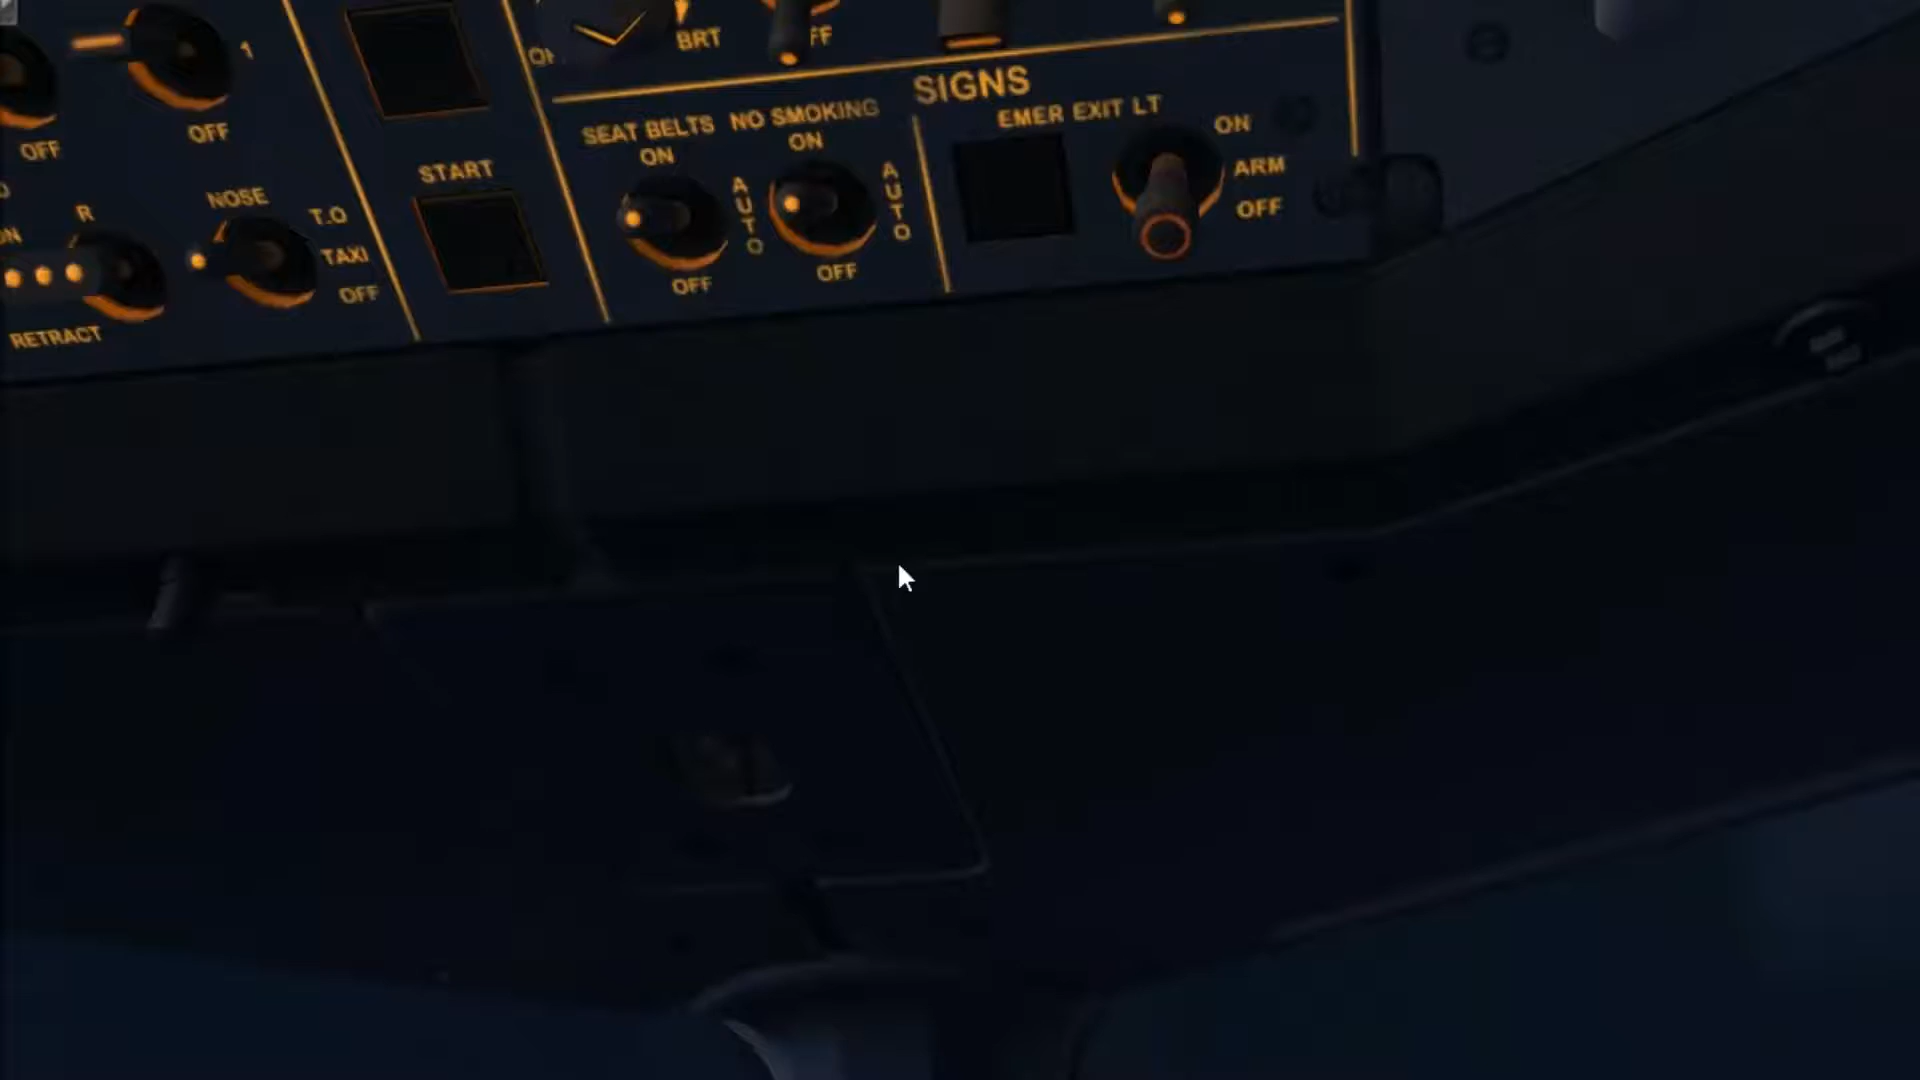 BRT
OFF
1
OFF
SIGNS
SEAT BELTS
NO SMOKING
EMER EXIT LT
ON
ON
ON
ARM
OFF
AUTO
AUTO
OFF
OFF
START
R
NOSE
T.O
TAXI
OFF
RETRACT